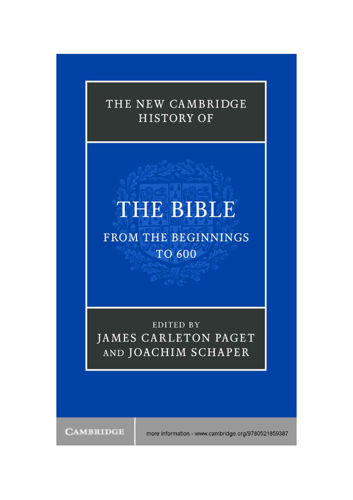 THE NEW CAMBRIDGE
HISTORY OF
THE BIBLE
FROM THE BEGINNINGS
TO 600
EDITED BY
JAMES CARLETON PAGET
AND JOACHIM SCHAPER
CAMBRIDGE
more information - www.cambridge.org/9780521859387